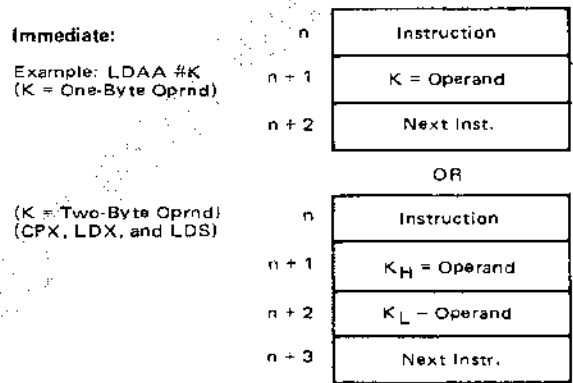 Immediate:
n Instruction
Example: LDAA #K
(K = One-Byte Oprnd)
n + 1 K = Operand
n + 2 Next Inst.
OR
(K = Two-Byte Oprnd)
(CPX, LDX, and LDS)
n Instruction
n + 1 KH = Operand
n + 2 KL – Operand
n + 3 Next Instr.